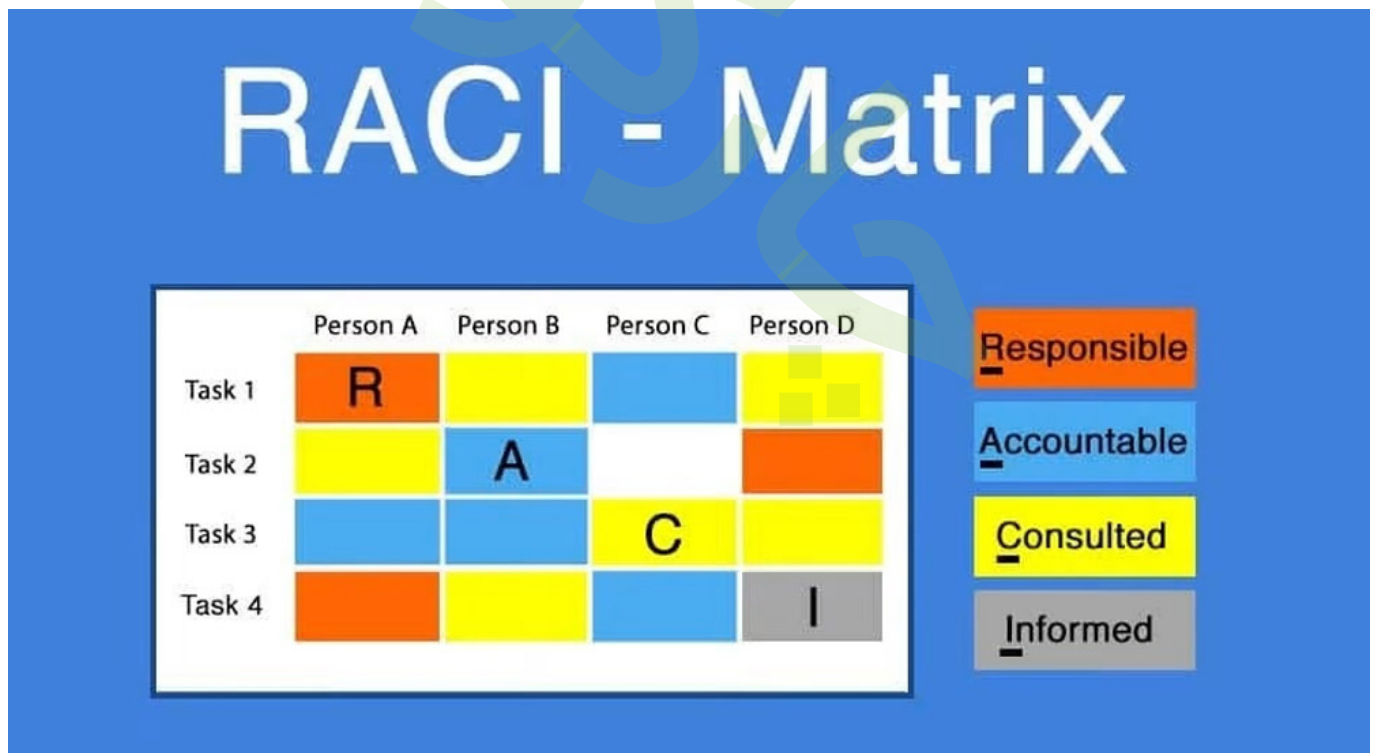 RACI - Matrix
Person A Person B Person C Person D
Task 1 R
Task 2 A
Task 3 C
Task 4 I
Responsible
Accountable
Consulted
Informed